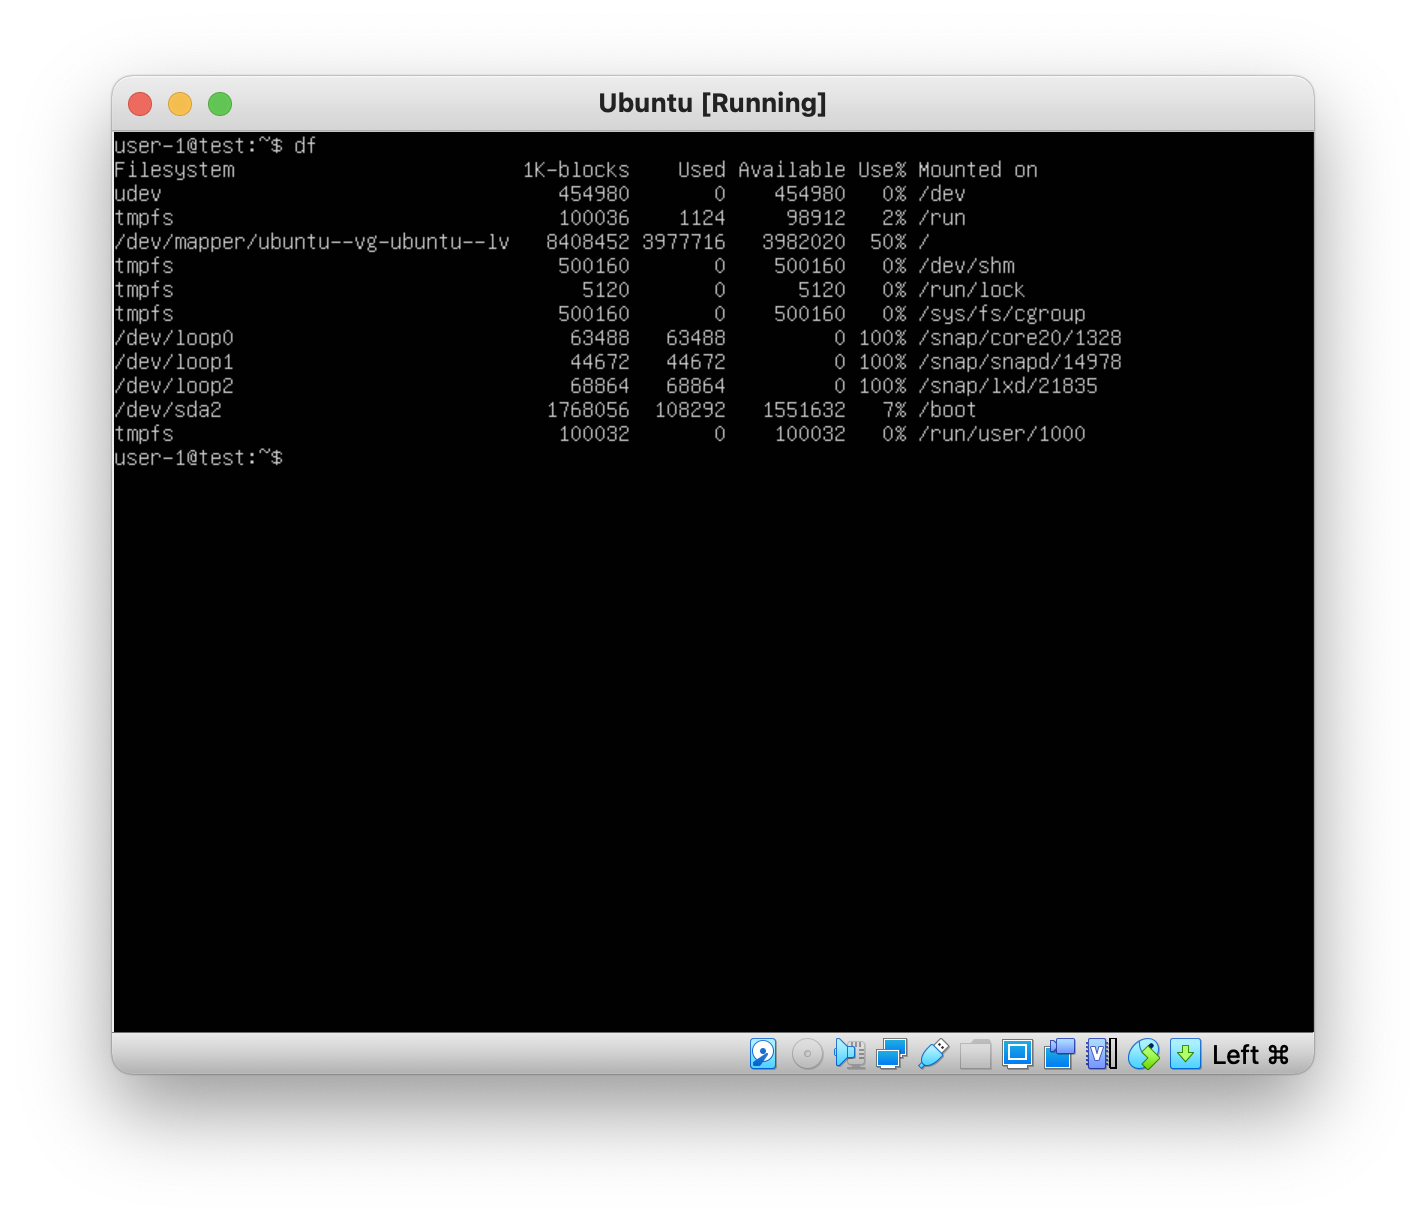 Ubuntu [Running]
user-1@test:~$ df
Filesystem                        1K-blocks    Used Available Use% Mounted on
udev                                 454980       0    454980   0% /dev
tmpfs                                100036    1124     98912   2% /run
/dev/mapper/ubuntu--vg-ubuntu--lv   8408452 3977716   3982020  50% /
tmpfs                                500160       0    500160   0% /dev/shm
tmpfs                                  5120       0      5120   0% /run/lock
tmpfs                                500160       0    500160   0% /sys/fs/cgroup
/dev/loop0                            63488   63488         0 100% /snap/core20/1328
/dev/loop1                            44672   44672         0 100% /snap/snapd/14978
/dev/loop2                            68864   68864         0 100% /snap/lxd/21835
/dev/sda2                           1768056  108292   1551632   7% /boot
tmpfs                                100032       0    100032   0% /run/user/1000
user-1@test:~$
Left ⌘